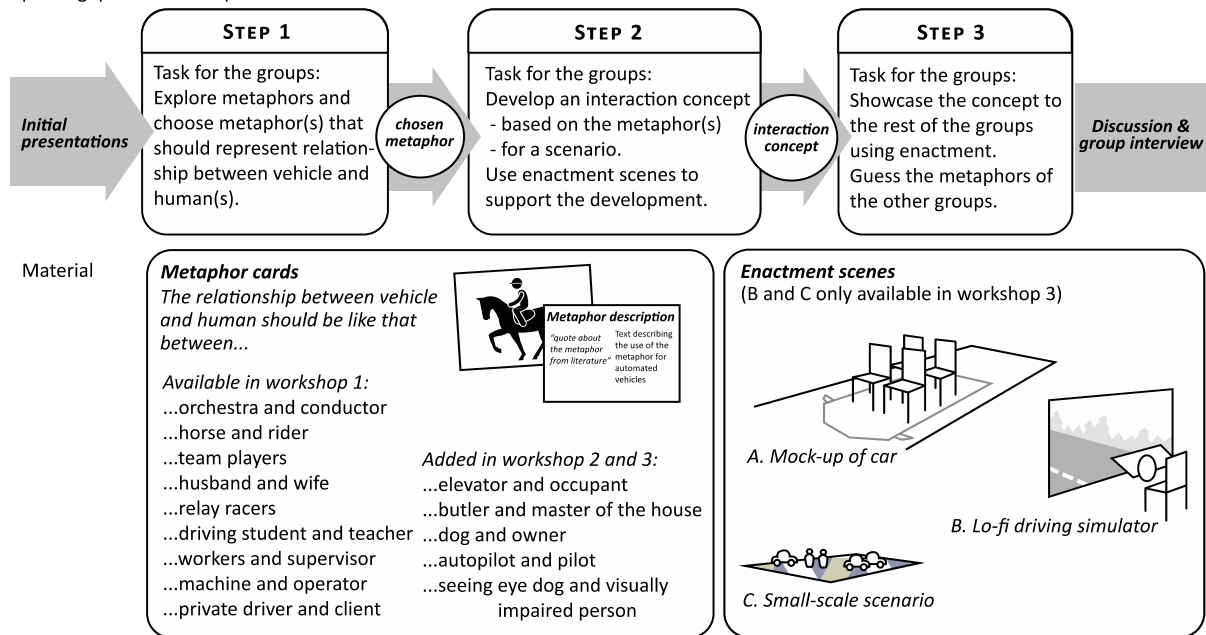 Initial
presentations
STEP 1
Task for the groups:
Explore metaphors and
choose metaphor(s) that
should represent relation-
ship between vehicle and
human(s).
chosen
metaphor
STEP 2
Task for the groups:
Develop an interaction concept
- based on the metaphor(s)
- for a scenario.
Use enactment scenes to
support the development.
interaction
concept
STEP 3
Task for the groups:
Showcase the concept to
the rest of the groups
using enactment.
Guess the metaphors of
the other groups.
Discussion &
group interview
Material
Metaphor cards
The relationship between vehicle
and human should be like that
between...
Metaphor description
"quote about
the metaphor
from literature"
Text describing
the use of the
metaphor for
automated
vehicles
Available in workshop 1:
...orchestra and conductor
...horse and rider
...team players
...husband and wife
...relay racers
...driving student and teacher
...workers and supervisor
...machine and operator
...private driver and client
Added in workshop 2 and 3:
...elevator and occupant
...butler and master of the house
...dog and owner
...autopilot and pilot
...seeing eye dog and visually
impaired person
Enactment scenes
(B and C only available in workshop 3)
A. Mock-up of car
B. Lo-fi driving simulator
C. Small-scale scenario